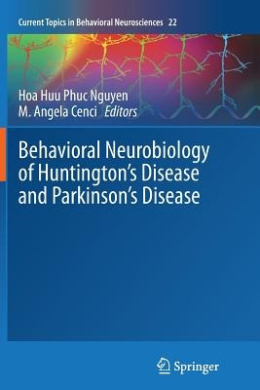 Current Topics in Behavioral Neurosciences 22
Hoa Huu Phuc Nguyen
M. Angela Cenci Editors
Behavioral Neurobiology
of Huntington's Disease
and Parkinson's Disease
Springer